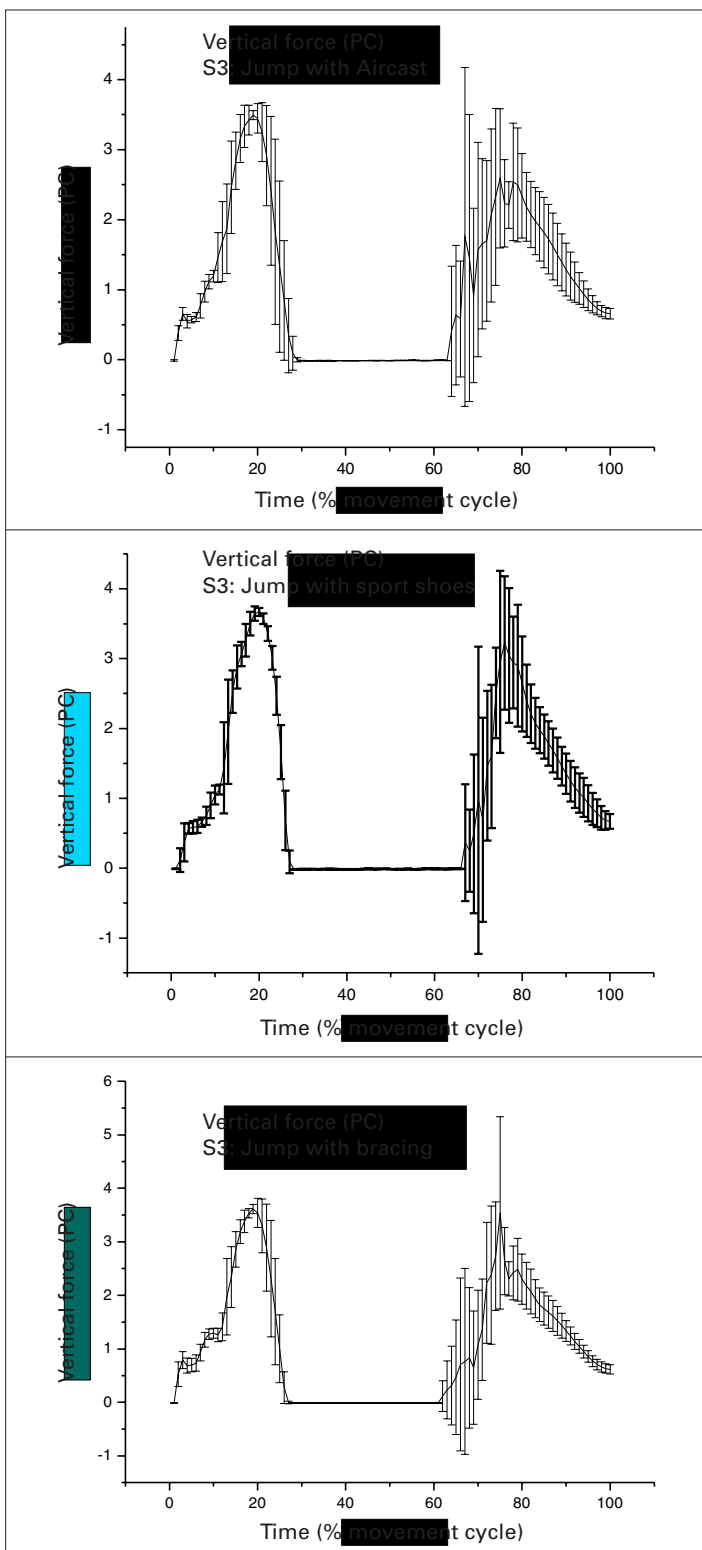 Vertical force (PC)
S3: Jump with Aircast
Vertical force (PC)
4
3
2
1
0
-1
0 20 40 60 80 100
Time (% movement cycle)
Vertical force (PC)
S3: Jump with sport shoes
Vertical force (PC)
4
3
2
1
0
-1
0 20 40 60 80 100
Time (% movement cycle)
Vertical force (PC)
S3: Jump with bracing
Vertical force (PC)
6
5
4
3
2
1
0
-1
0 20 40 60 80 100
Time (% movement cycle)